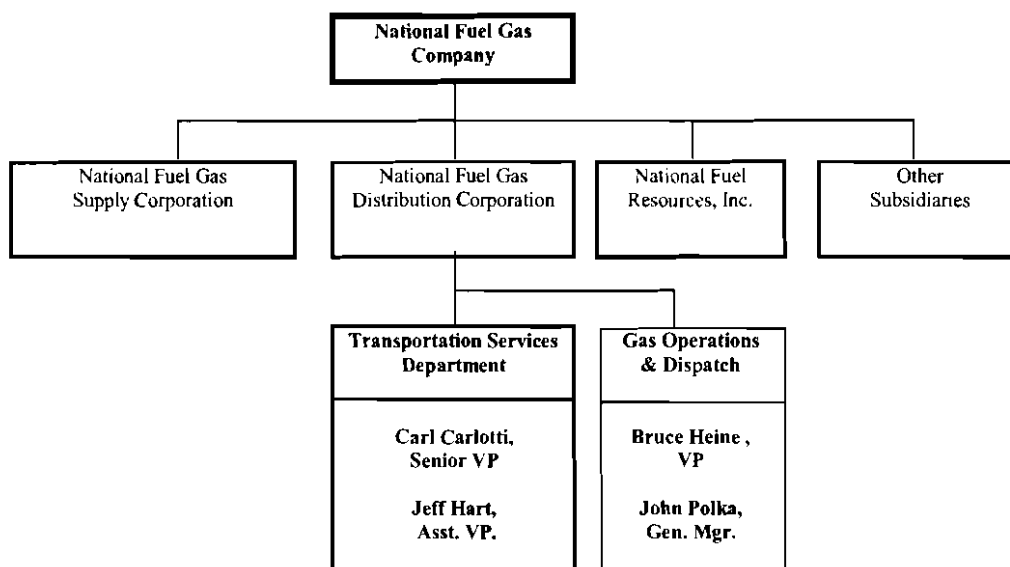 National Fuel Gas
Company
National Fuel Gas
Supply Corporation
National Fuel Gas
Distribution Corporation
National Fuel
Resources, Inc.
Other
Subsidiaries
Transportation Services
Department
Carl Carlotti,
Senior VP
Jeff Hart,
Asst. VP.
Gas Operations
& Dispatch
Bruce Heine ,
VP
John Polka,
Gen. Mgr.